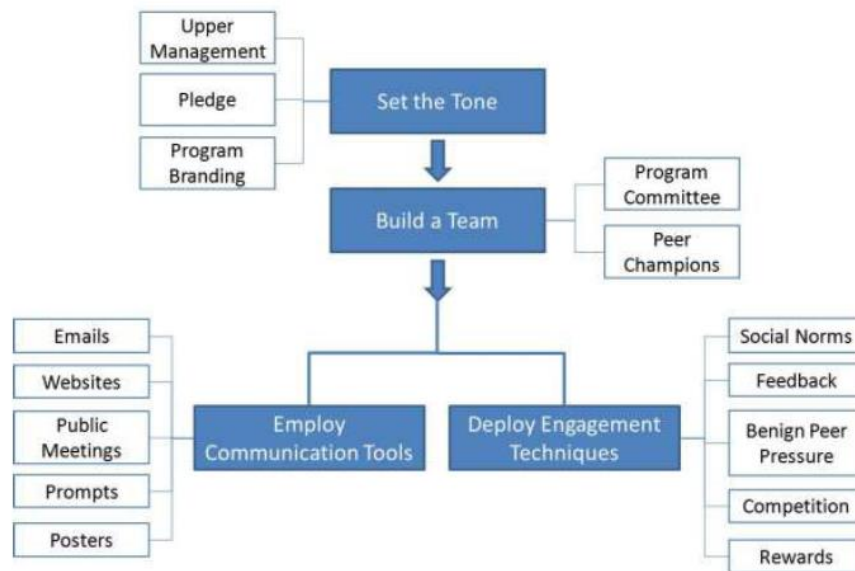 Upper
Management
Pledge
Program
Branding
Set the Tone
Build a Team
Program
Committee
Peer
Champions
Emails
Websites
Public
Meetings
Prompts
Posters
Employ
Communication Tools
Deploy Engagement
Techniques
Social Norms
Feedback
Benign Peer
Pressure
Competition
Rewards